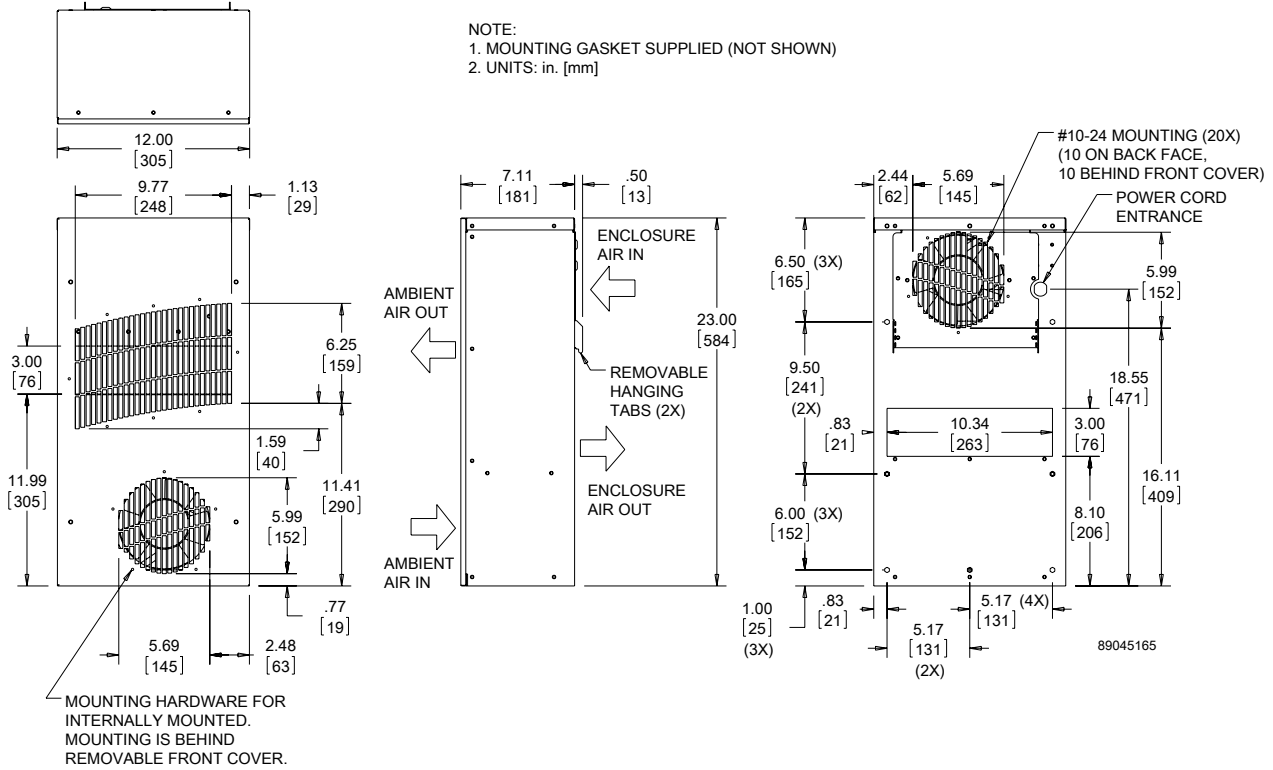 NOTE:
1. MOUNTING GASKET SUPPLIED (NOT SHOWN)
2. UNITS: in. [mm]
12.00
[305]
9.77
[248]
1.13
[29]
3.00
[76]
11.99
[305]
6.25
[159]
1.59
[40]
11.41
[290]
5.99
[152]
.77
[19]
5.69
[145]
2.48
[63]
MOUNTING HARDWARE FOR
INTERNALLY MOUNTED.
MOUNTING IS BEHIND
REMOVABLE FRONT COVER.
7.11
[181]
.50
[13]
ENCLOSURE
AIR IN
AMBIENT
AIR OUT
23.00
[584]
REMOVABLE
HANGING
TABS (2X)
ENCLOSURE
AIR OUT
AMBIENT
AIR IN
#10-24 MOUNTING (20X)
(10 ON BACK FACE,
10 BEHIND FRONT COVER)
POWER CORD
ENTRANCE
2.44
[62]
5.69
[145]
6.50 (3X)
[165]
5.99
[152]
9.50
[241]
(2X)
18.55
[471]
.83
[21]
10.34
[263]
3.00
[76]
16.11
[409]
8.10
[206]
6.00 (3X)
[152]
1.00
[25]
(3X)
.83
[21]
5.17 (4X)
[131]
5.17
[131]
(2X)
89045165